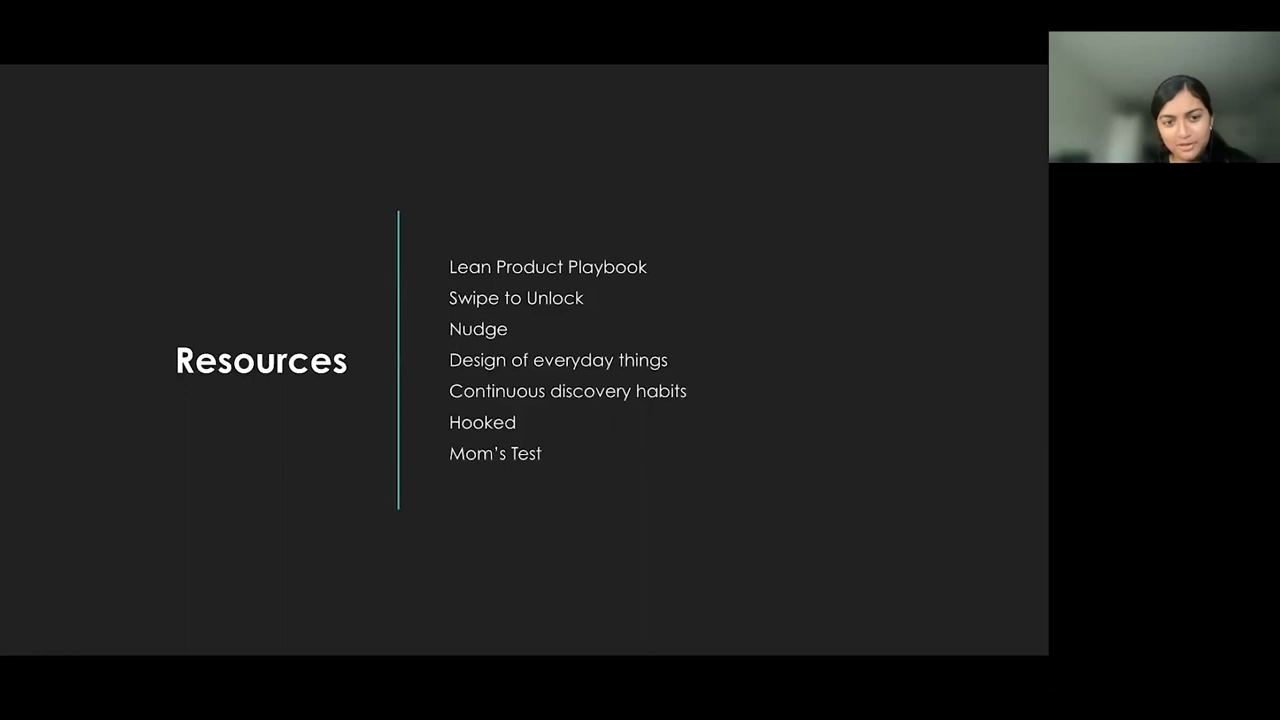 Resources
Lean Product Playbook
Swipe to Unlock
Nudge
Design of everyday things
Continuous discovery habits
Hooked
Mom’s Test